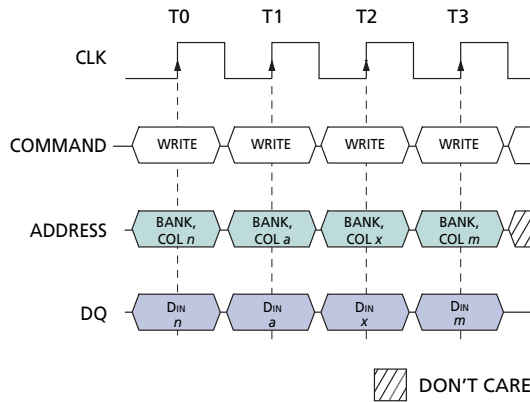 T0 T1 T2 T3
CLK
COMMAND WRITE WRITE WRITE WRITE
ADDRESS BANK, COL n BANK, COL a BANK, COL x BANK, COL m
DQ DIN n DIN a DIN x DIN m
DON'T CARE